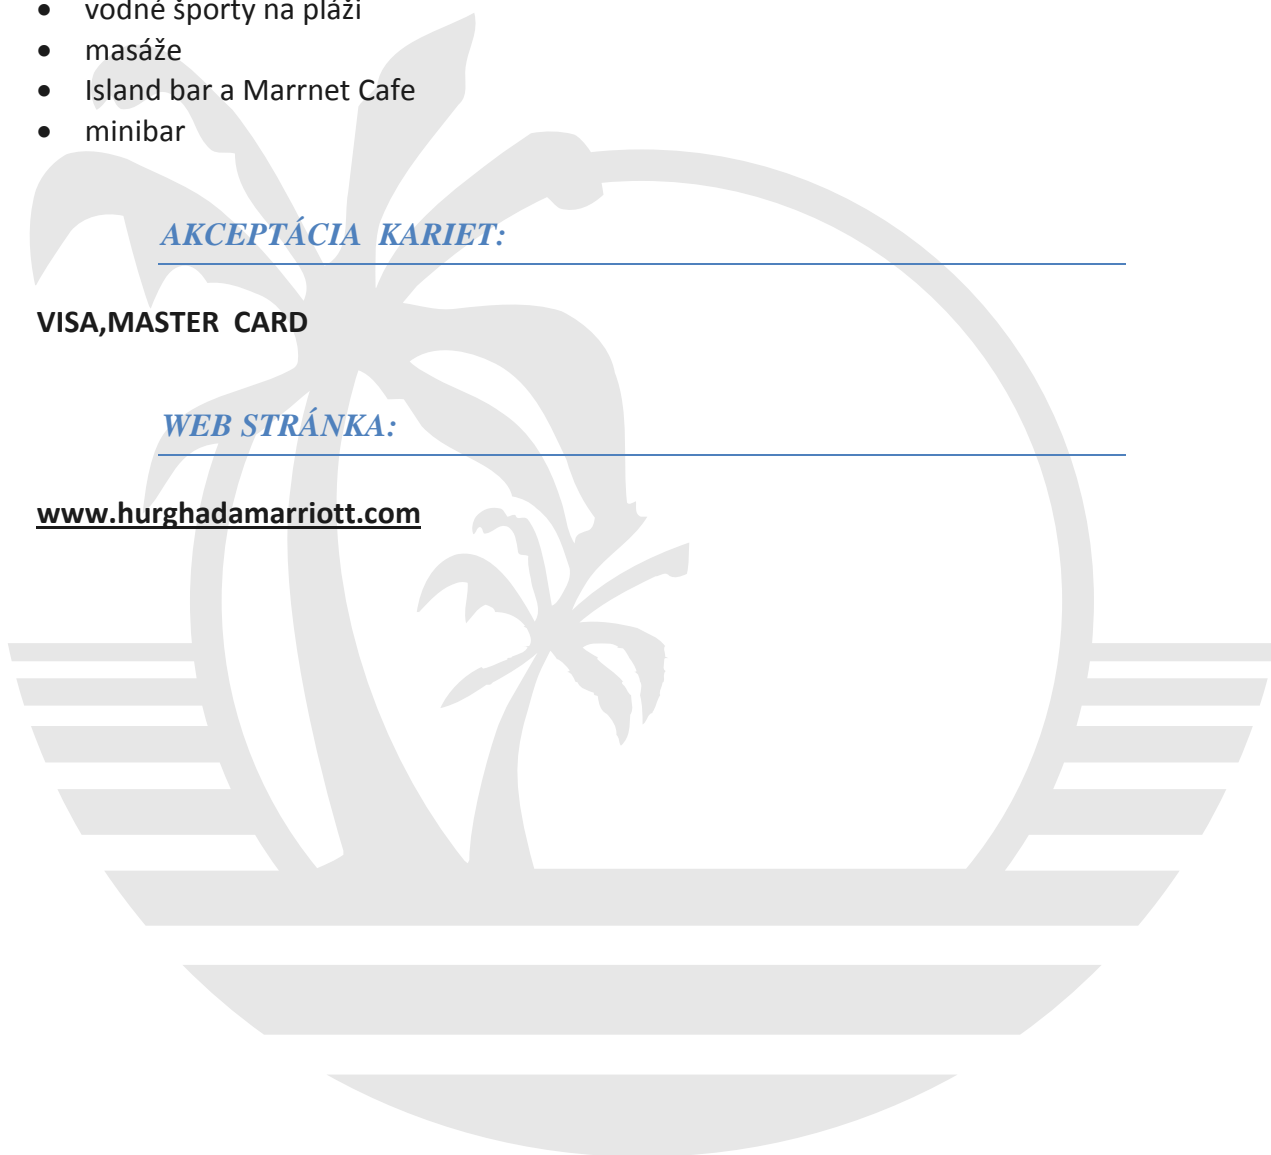 • vodné športy na pláži
• masáže
• Island bar a Marrnet Cafe
• minibar
AKCEPTÁCIA KARIET:
VISA,MASTER CARD
WEB STRÁNKA:
www.hurghadamarriott.com